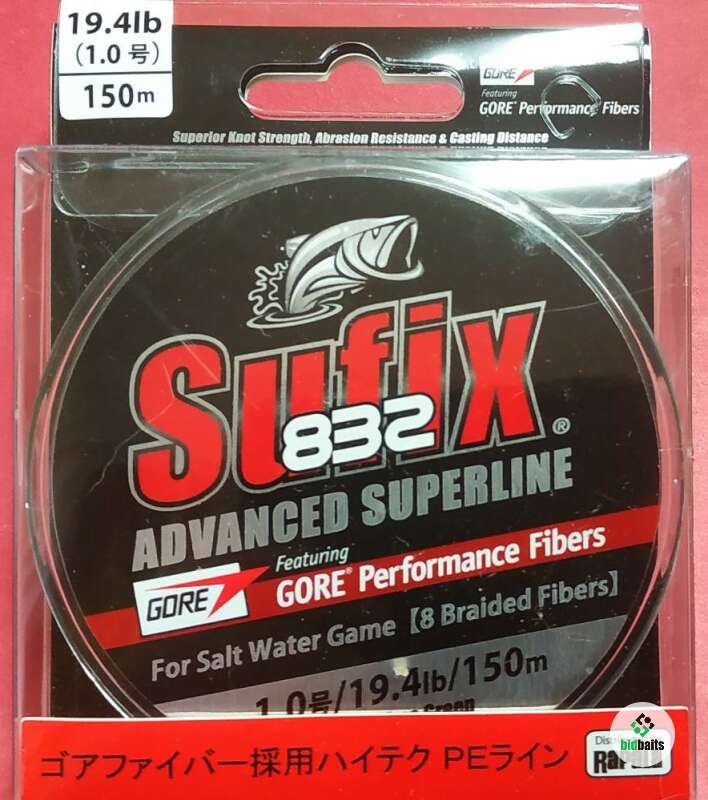 19.4lb
(1.0 号)
150m
GORE
Featuring
GORE® Performance Fibers
Superior Knot Strength, Abrasion Resistance & Casting Distance
Sufix
832
®
ADVANCED SUPERLINE
GORE
Featuring
GORE® Performance Fibers
For Salt Water Game【8 Braided Fibers】
1.0号/19.4lb/150m
Green
ゴアファイバー採用ハイテク PEライン
bidbaits
Rapala